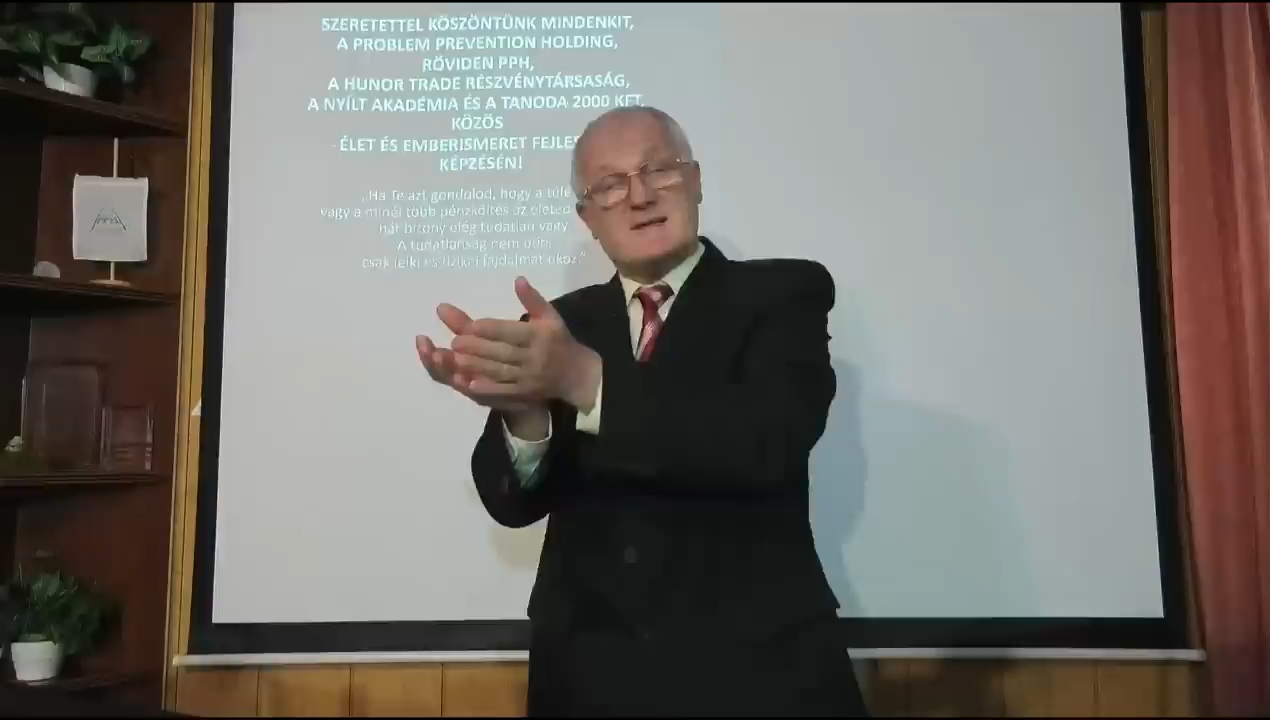 SZERETETTEL KÖSZÖNTÜNK MINDENKIT,
A PROBLEM PREVENTION HOLDING,
RÖVIDEN PPH,
A HUNOR TRADE RÉSZVÉNYTÁRSASÁG,
A NYÍLT AKADÉMIA ÉS A TANODA 2000 KFT.
KÖZÖS
- ÉLET ÉS EMBERISMERET
KÉPZÉSÉN!
„Ha Te azt gondolod, hogy a
vagy a minél több pénzköltés az életed
hát bizony elég tudatlan vagy.
A tudatlanság nem
csak lelki és fizikai fájdalmat okoz."